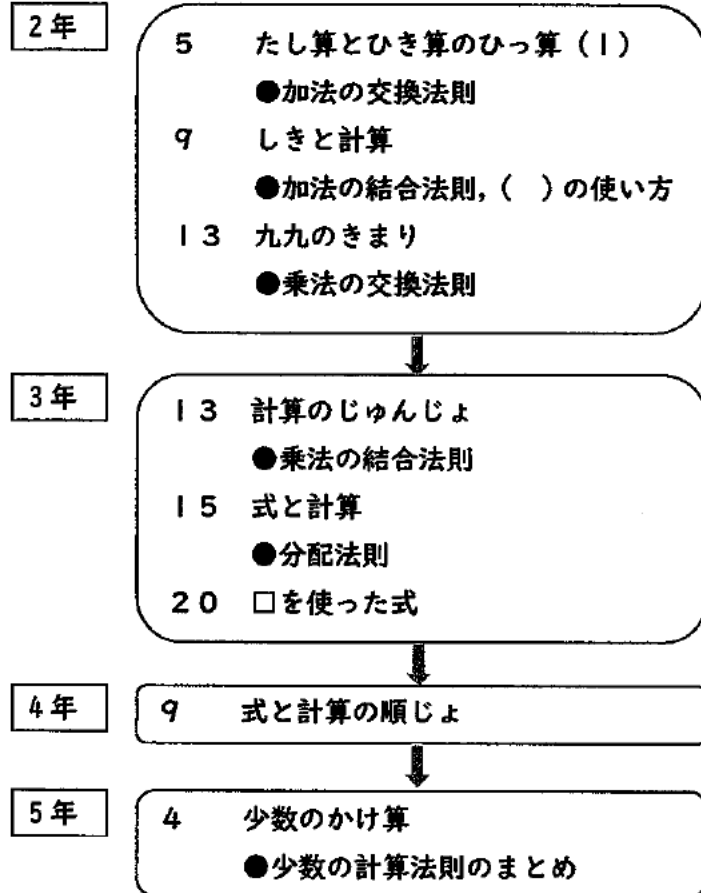 2年
5 たし算とひき算のひっ算(1)
●加法の交換法則
9 しきと計算
●加法の結合法則,( )の使い方
13 九九のきまり
●乗法の交換法則
3年
13 計算のじゅんじょ
●乗法の結合法則
15 式と計算
●分配法則
20 □を使った式
4年
9 式と計算の順じょ
5年
4 少数のかけ算
●少数の計算法則のまとめ